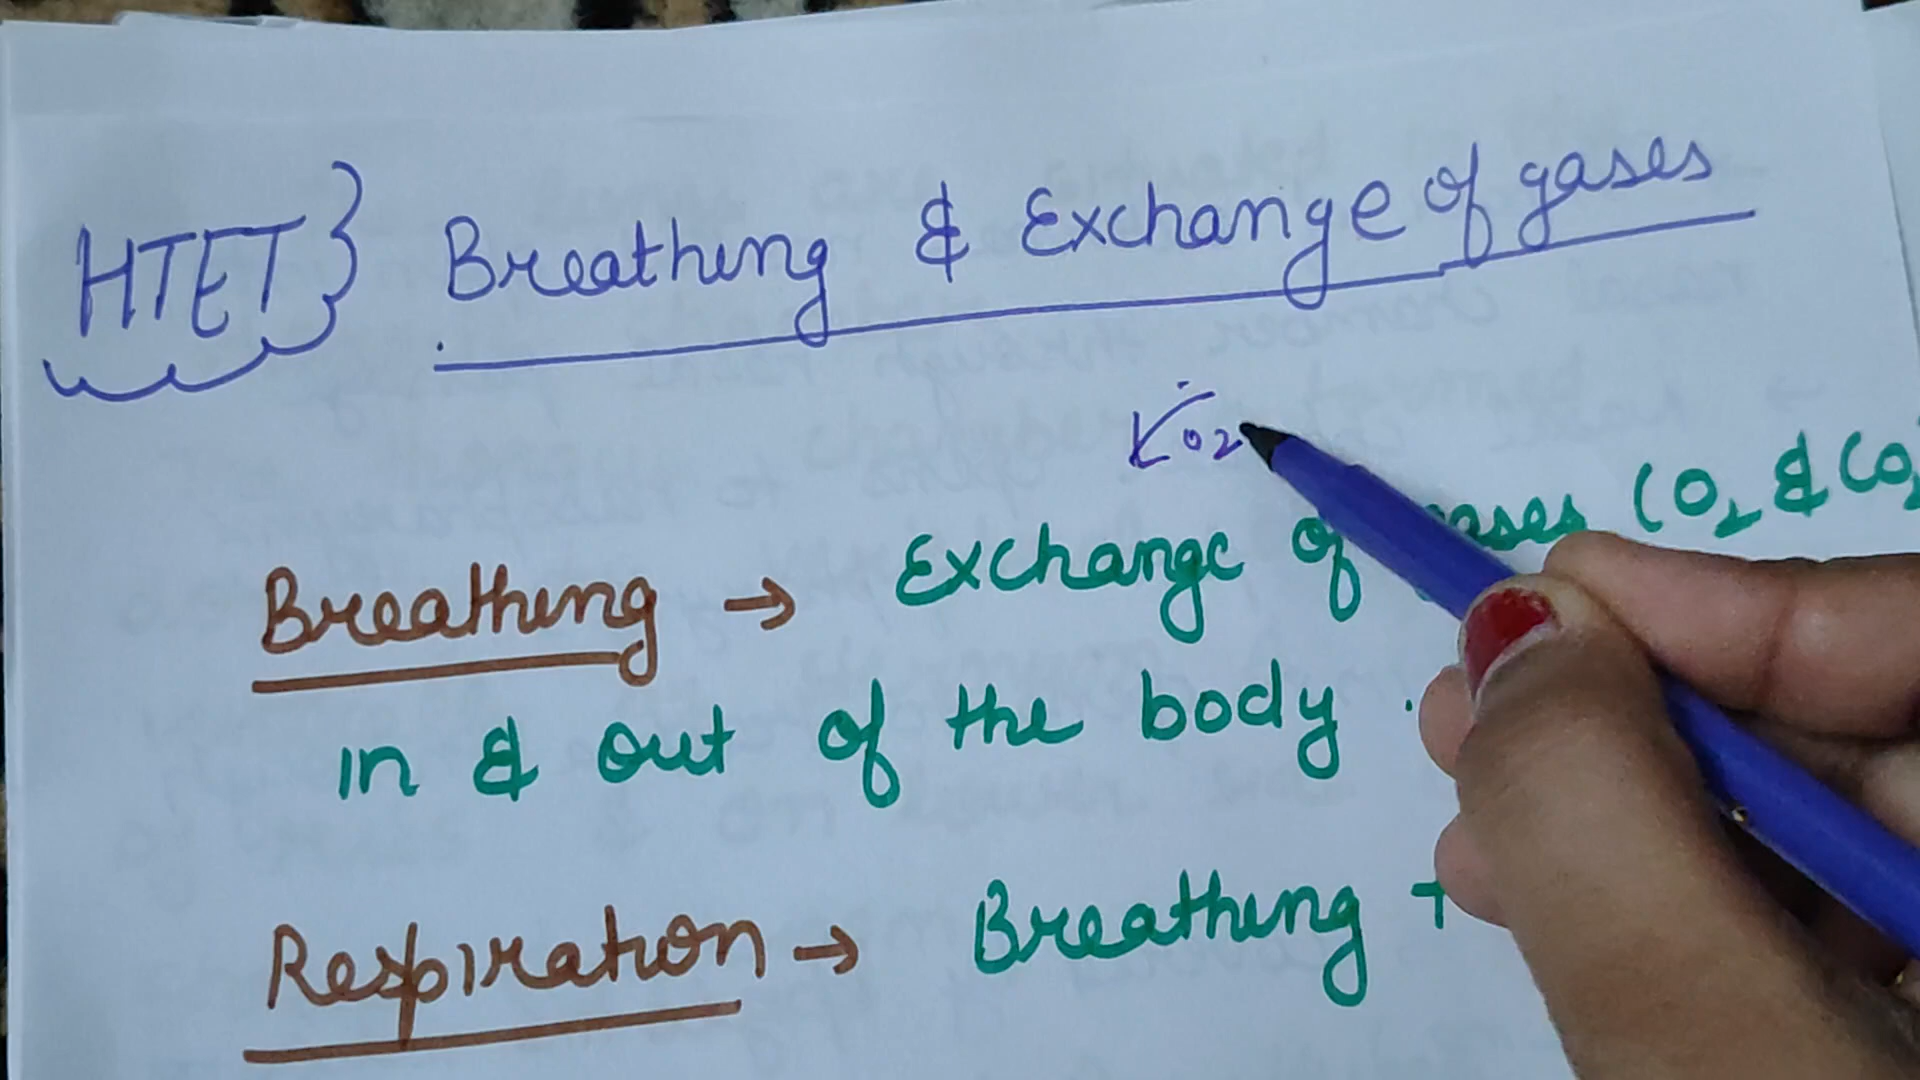 HTET} Breathing & Exchange of gases
O2
Breathing → Exchange of gases (O2 & CO2
in & out of the body.
Respiration → Breathing +